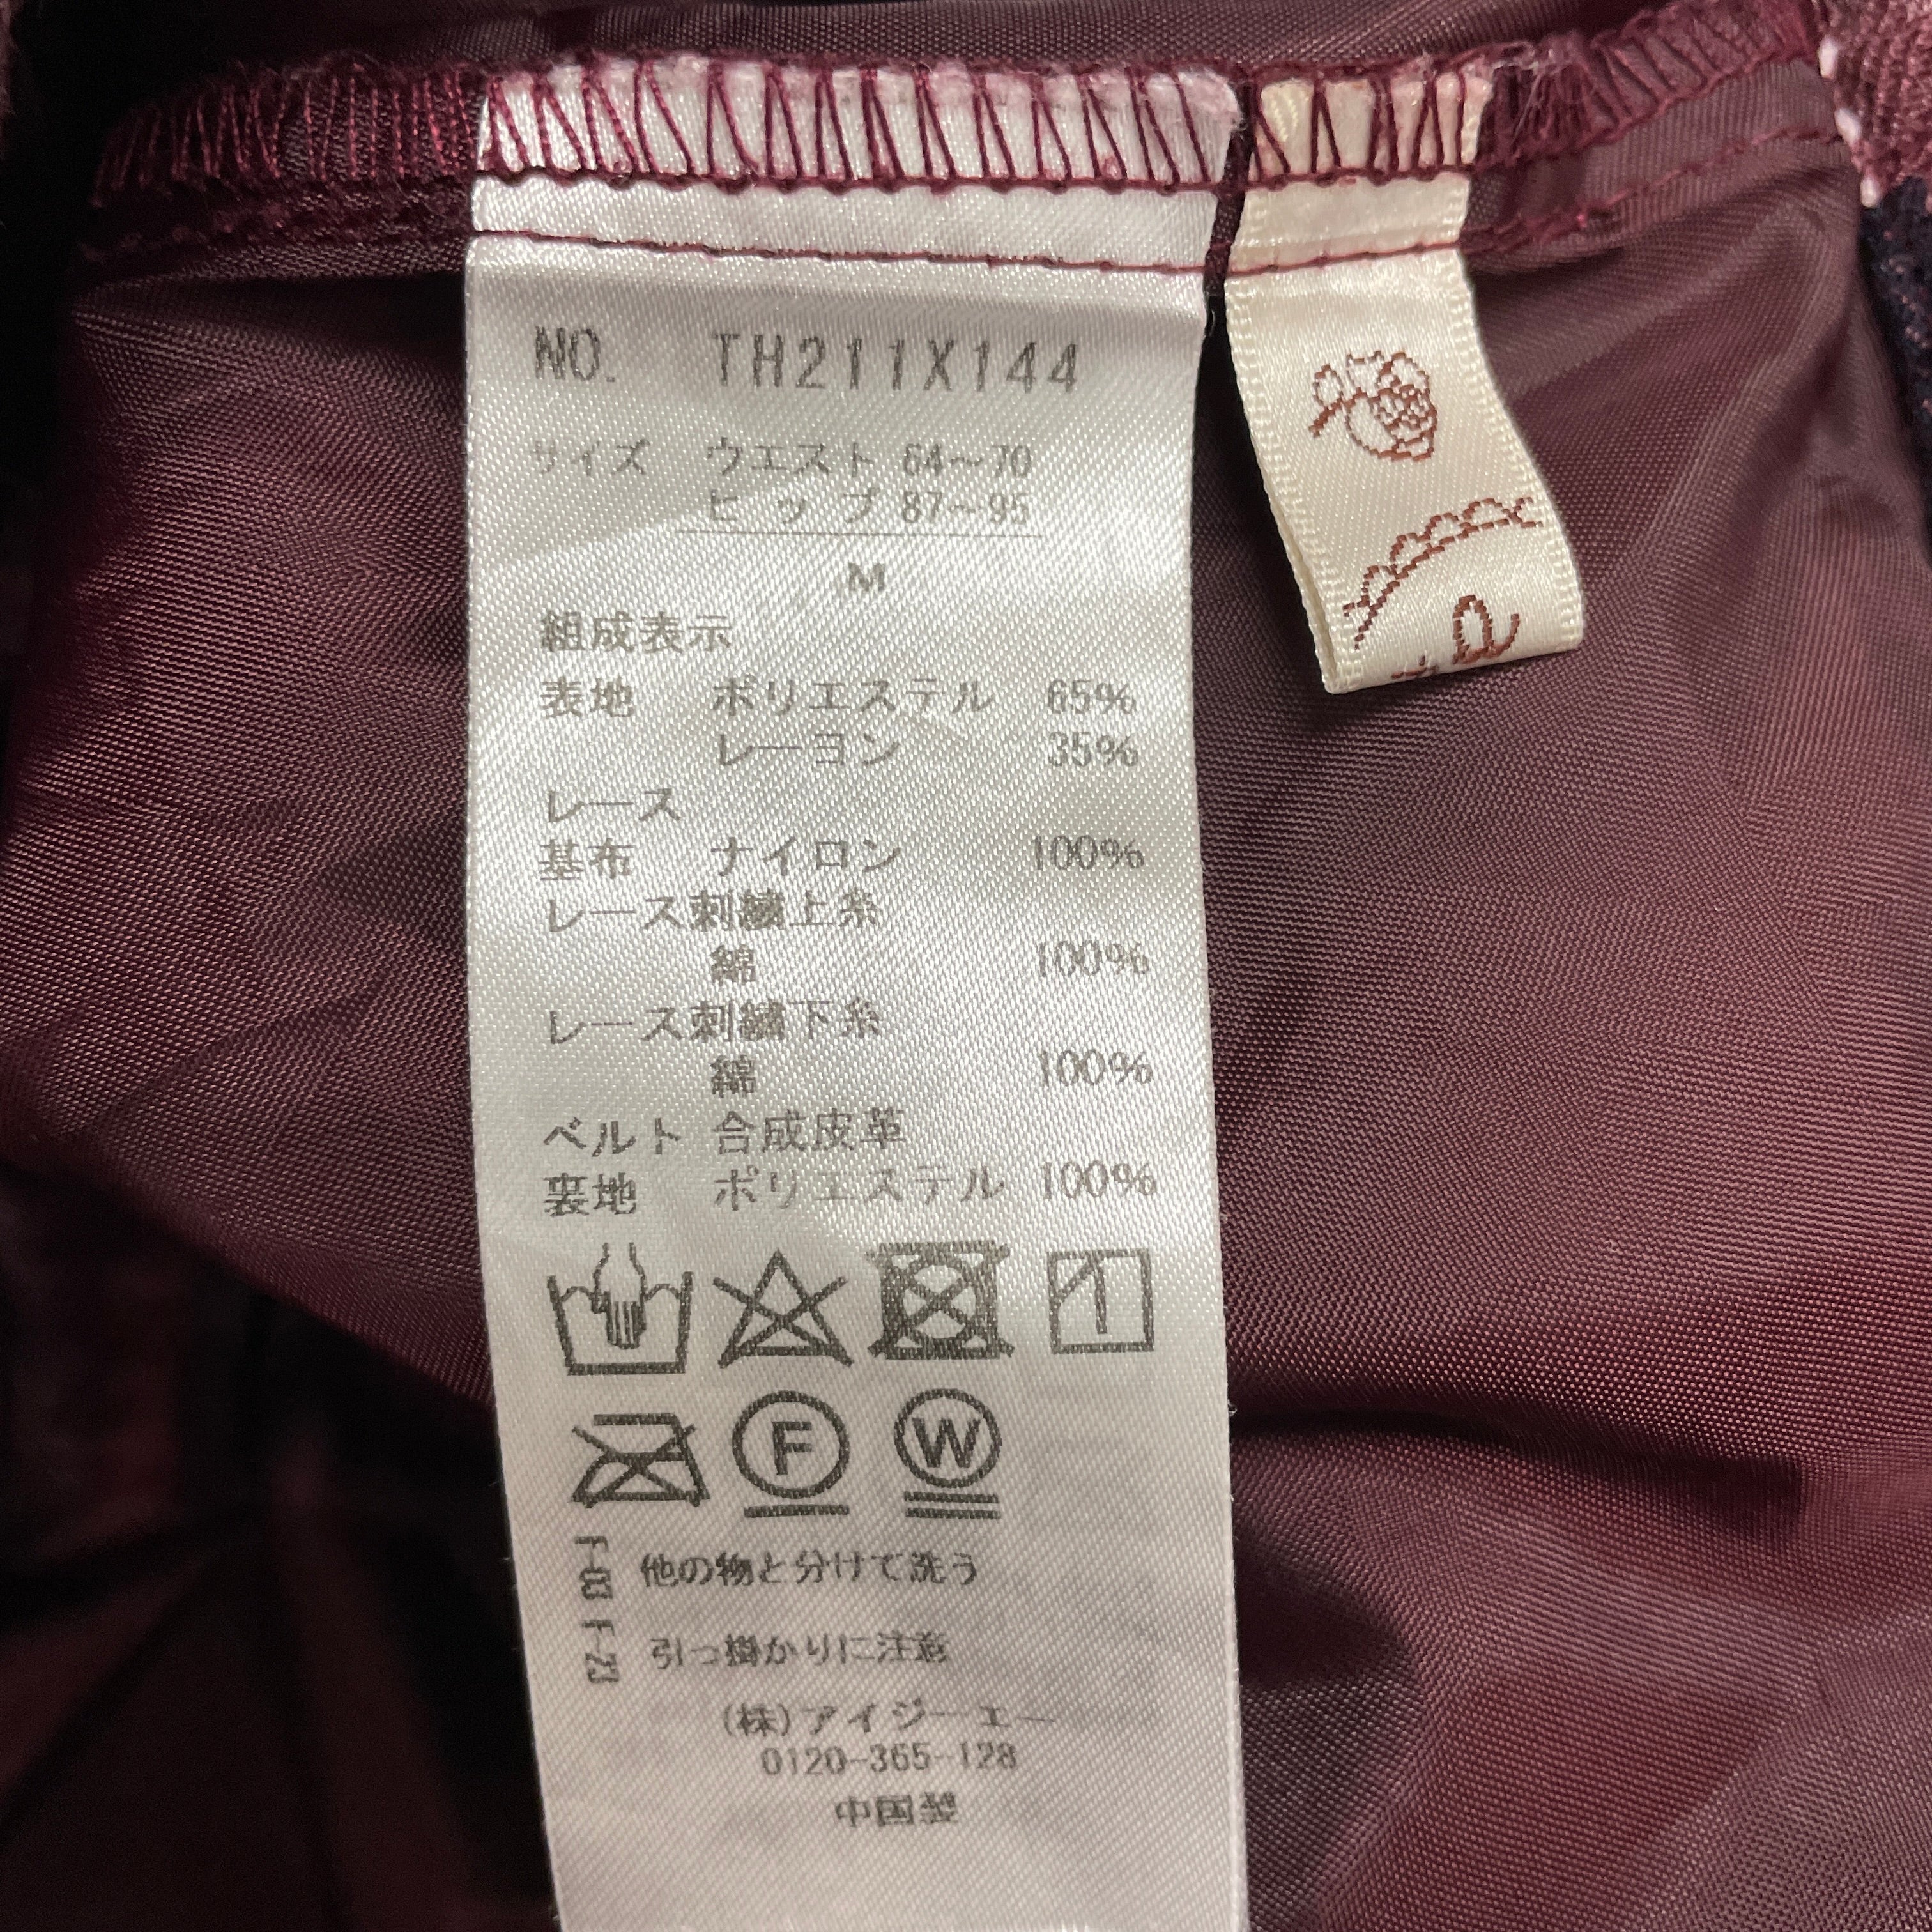 NO. TH211X144
サイズ ウエスト 64～70
ヒップ 87～95
M
組成表示
表地 ポリエステル 65%
レーヨン 35%
レース
基布 ナイロン 100%
レース刺繍上糸
綿 100%
レース刺繍下糸
綿 100%
ベルト 合成皮革
裏地 ポリエステル 100%
F
W
F-03 他の物と分けて洗う
F-23 引っ掛かりに注意
(株)アイジーエー
0120-365-128
中国製